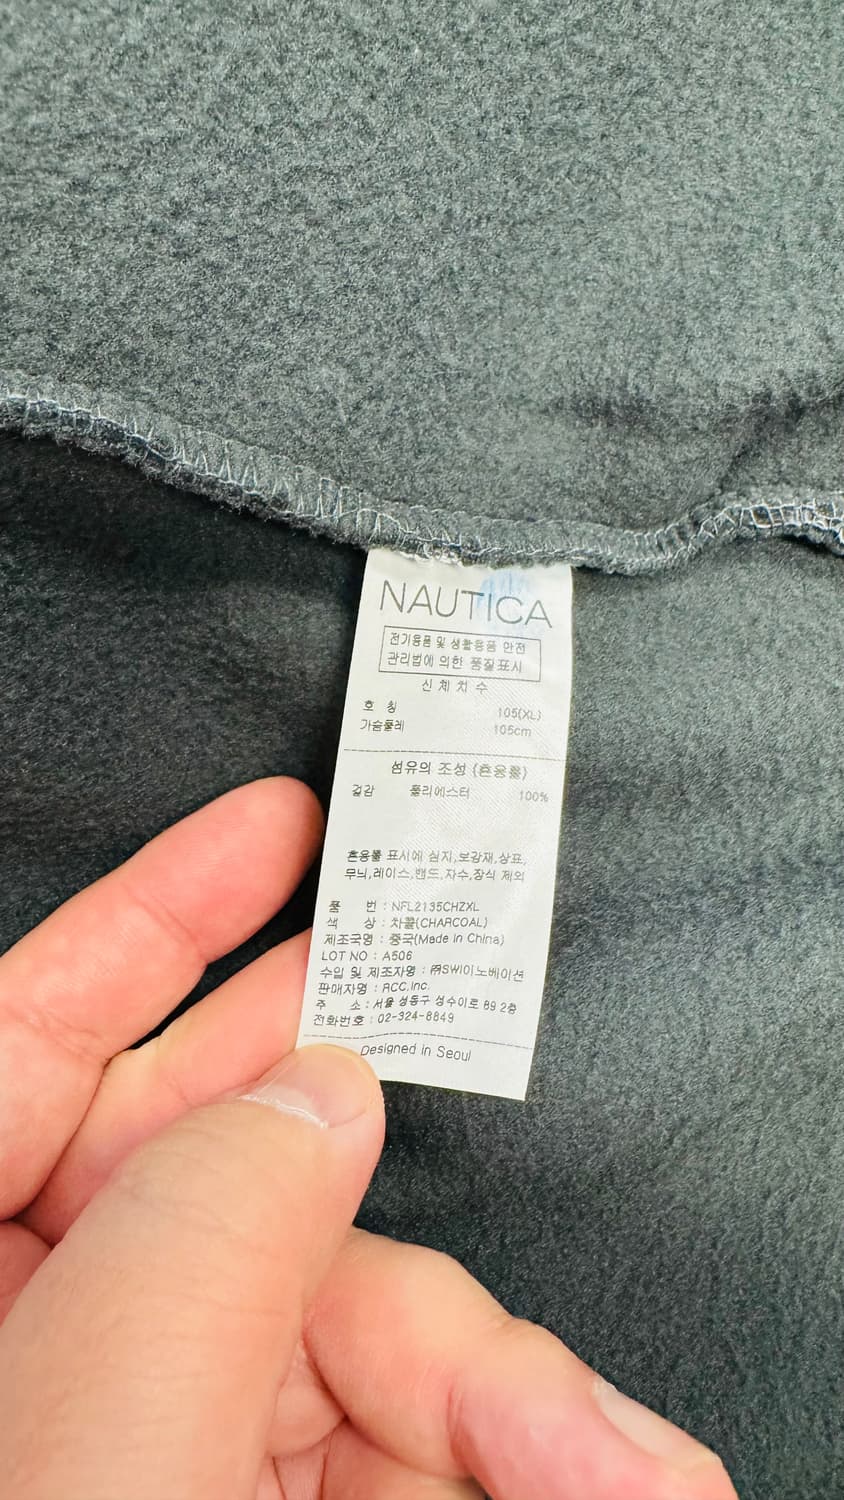 NAUTICA
전기용품 및 생활용품 안전
관리법에 의한 품질표시
신체치수
호 칭 105(XL)
가슴둘레 105cm
섬유의 조성 (혼용률)
겉감 폴리에스터 100%
혼용률 표시에 심지,보강재,상표,
무늬,레이스,밴드,자수,장식 제외
품 번 : NFL2135CHZXL
색 상 : 차콜(CHARCOAL)
제조국명 : 중국(Made in China)
LOT NO : A506
수입 및 제조자명 : ㈜SWI이노베이션
판매자명 : RCC,Inc.
주 소 : 서울 성동구 성수이로 89 2층
전화번호 : 02-324-8849
Designed in Seoul